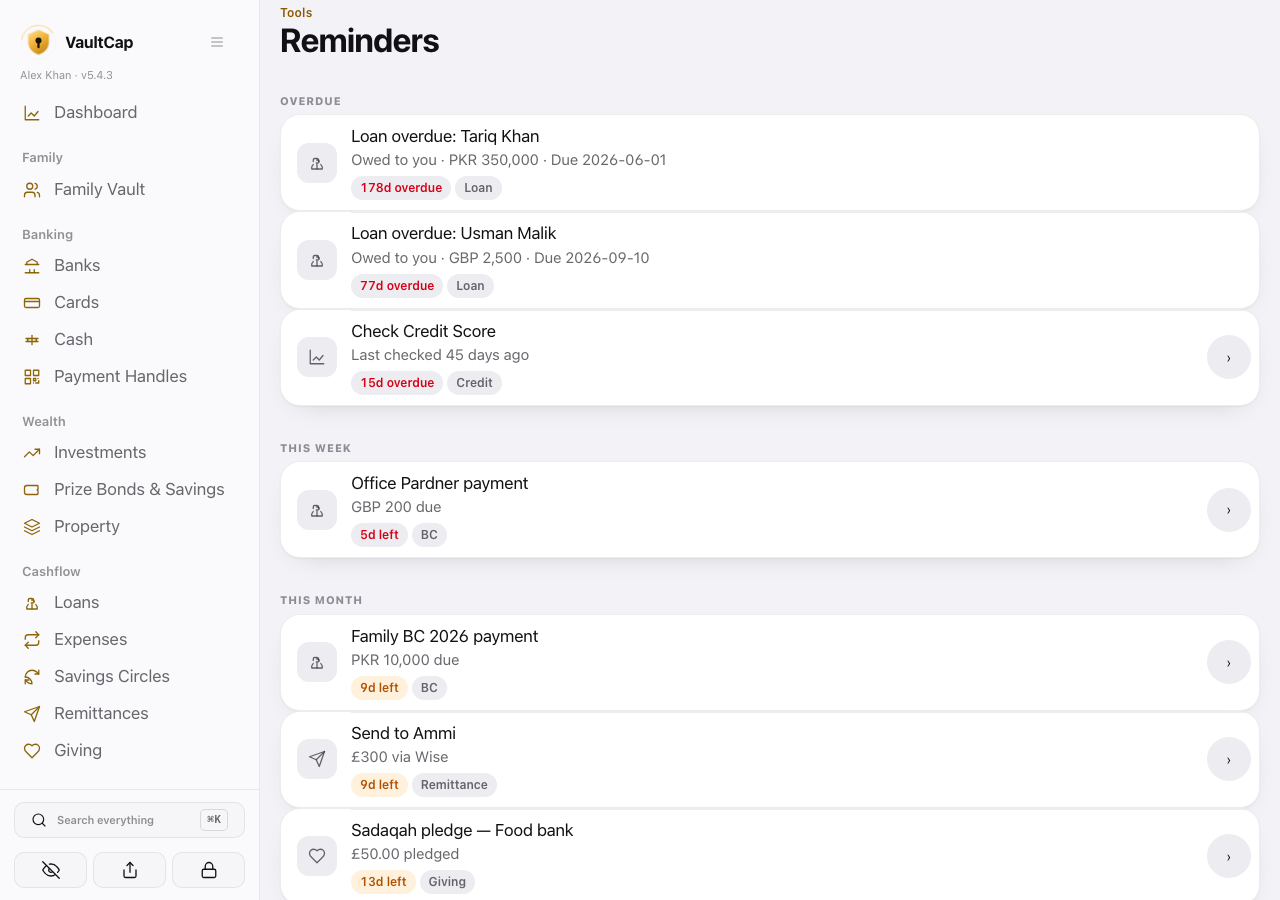 VaultCap
Alex Khan · v5.4.3
Dashboard
Family
Family Vault
Banking
Banks
Cards
Cash
Payment Handles
Wealth
Investments
Prize Bonds & Savings
Property
Cashflow
Loans
Expenses
Savings Circles
Remittances
Giving
Search everything ⌘K
Tools
Reminders
OVERDUE
Loan overdue: Tariq Khan
Owed to you · PKR 350,000 · Due 2026-06-01
178d overdue Loan
Loan overdue: Usman Malik
Owed to you · GBP 2,500 · Due 2026-09-10
77d overdue Loan
Check Credit Score
Last checked 45 days ago
15d overdue Credit
THIS WEEK
Office Pardner payment
GBP 200 due
5d left BC
THIS MONTH
Family BC 2026 payment
PKR 10,000 due
9d left BC
Send to Ammi
£300 via Wise
9d left Remittance
Sadaqah pledge — Food bank
£50.00 pledged
13d left Giving